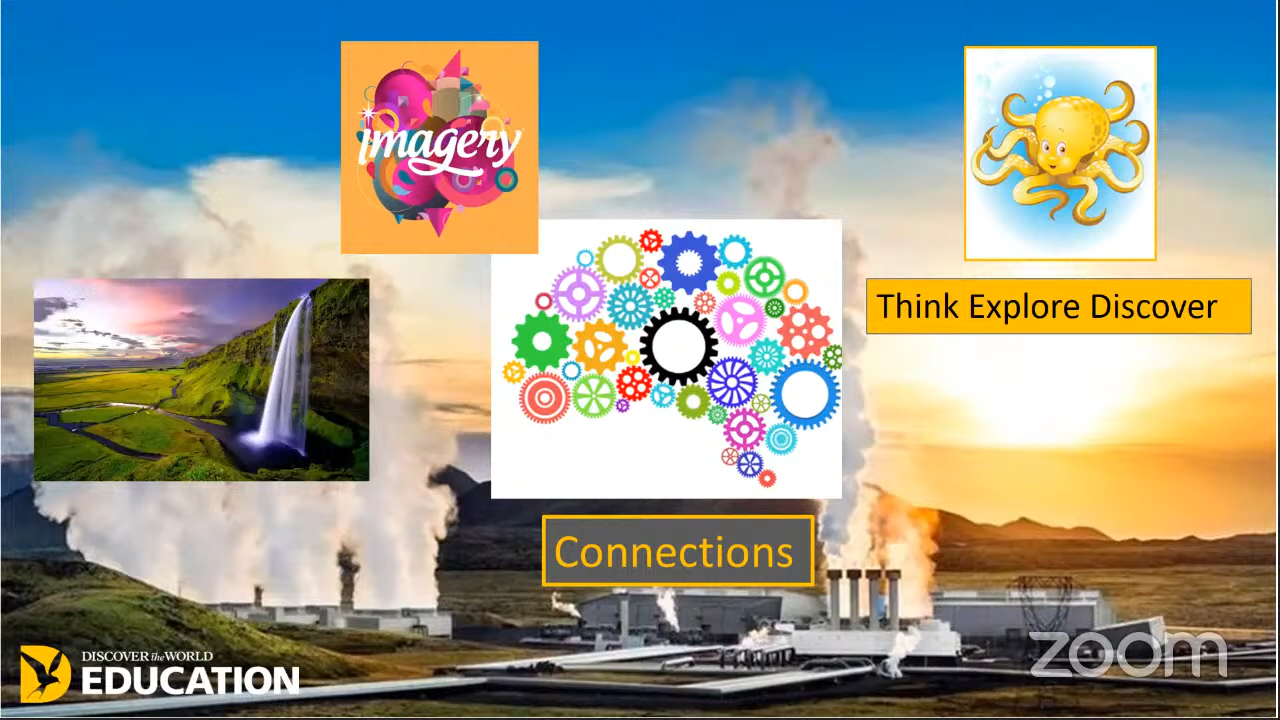 imagery
Think Explore Discover
Connections
DISCOVER the WORLD
EDUCATION
zoom